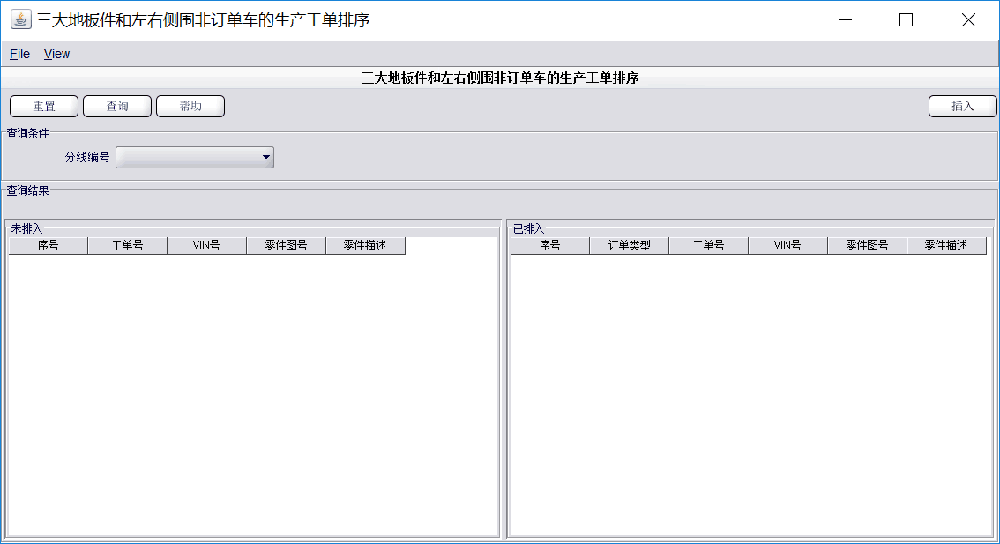 三大地板件和左右侧围非订单车的生产工单排序
File View
三大地板件和左右侧围非订单车的生产工单排序
重置 查询 帮助 插入
查询条件
分线编号
查询结果
未排入 已排入
序号 工单号 VIN号 零件图号 零件描述 序号 订单类型 工单号 VIN号 零件图号 零件描述